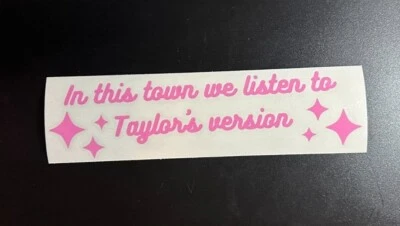 In this town we listen to
Taylor's version